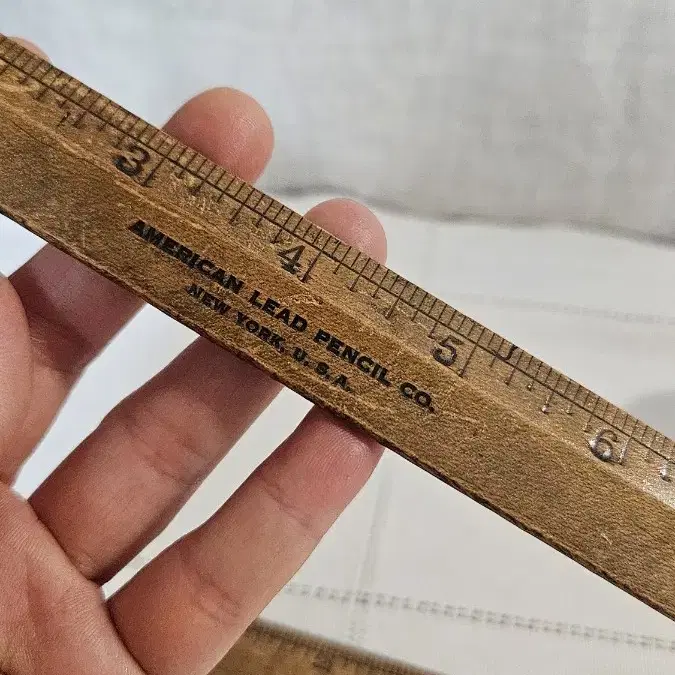 3 4 5 6
AMERICAN LEAD PENCIL CO.
NEW YORK, U.S.A.